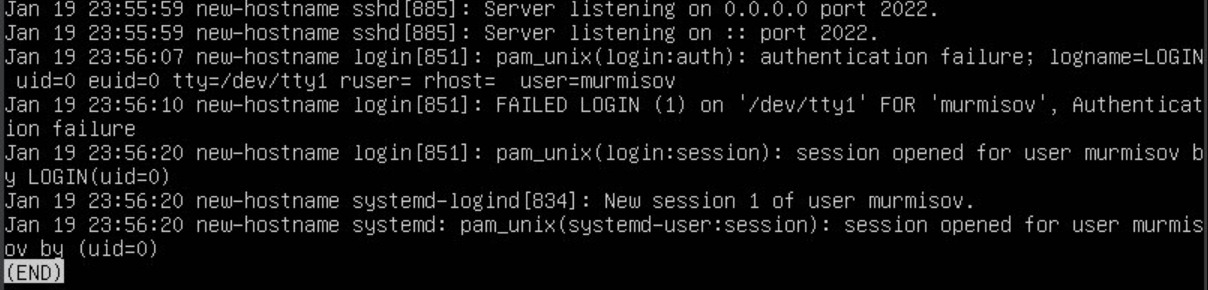 Jan 19 23:55:59 new-hostname sshd[885]: Server listening on 0.0.0.0 port 2022.
Jan 19 23:55:59 new-hostname sshd[885]: Server listening on :: port 2022.
Jan 19 23:56:07 new-hostname login[851]: pam_unix(login:auth): authentication failure; logname=LOGIN
 uid=0 euid=0 tty=/dev/tty1 ruser= rhost=  user=murmisov
Jan 19 23:56:10 new-hostname login[851]: FAILED LOGIN (1) on '/dev/tty1' FOR 'murmisov', Authenticat
ion failure
Jan 19 23:56:20 new-hostname login[851]: pam_unix(login:session): session opened for user murmisov b
y LOGIN(uid=0)
Jan 19 23:56:20 new-hostname systemd-logind[834]: New session 1 of user murmisov.
Jan 19 23:56:20 new-hostname systemd: pam_unix(systemd-user:session): session opened for user murmis
ov by (uid=0)
(END)